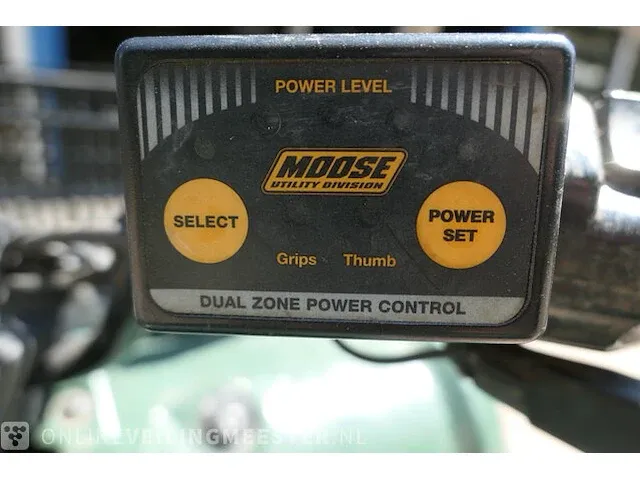 POWER LEVEL
MOOSE
UTILITY DIVISION
SELECT
POWER
SET
Grips Thumb
DUAL ZONE POWER CONTROL
ONLINEVEILINGMEESTER.NL